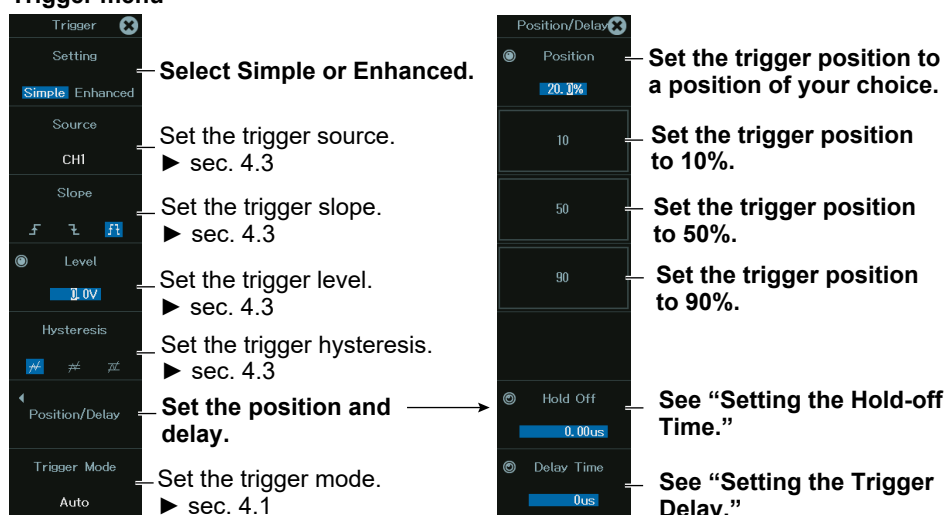 Trigger menu
Trigger
Setting
Simple Enhanced
Select Simple or Enhanced.
Source
CH1
Set the trigger source.
► sec. 4.3
Slope
Set the trigger slope.
► sec. 4.3
Level
0.0V
Set the trigger level.
► sec. 4.3
Hysteresis
Set the trigger hysteresis.
► sec. 4.3
Position/Delay
Set the position and
delay.
Trigger Mode
Auto
Set the trigger mode.
► sec. 4.1
Position/Delay
Position
20.0%
Set the trigger position to
a position of your choice.
10
Set the trigger position
to 10%.
50
Set the trigger position
to 50%.
90
Set the trigger position
to 90%.
Hold Off
0.00us
See “Setting the Hold-off
Time.”
Delay Time
0us
See “Setting the Trigger
Delay.”